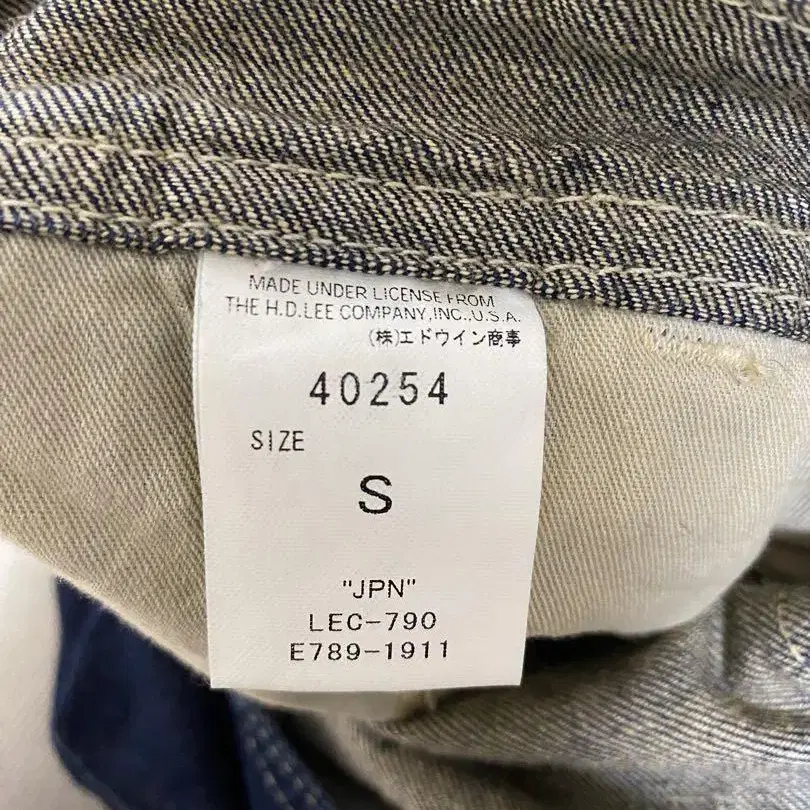 MADE UNDER LICENSE FROM
THE H.D.LEE COMPANY,INC.,U.S.A.
(株)エドウイン商事
40254
SIZE
S
"JPN"
LEC-790
E789-1911